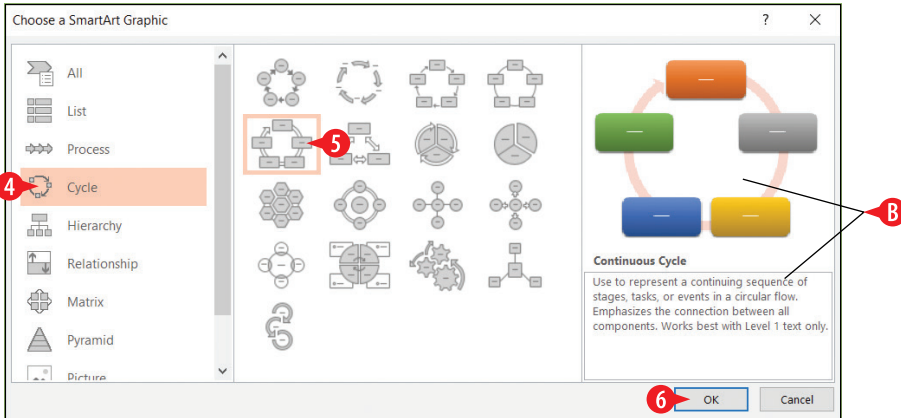 Choose a SmartArt Graphic
?
All
List
Process
4
Cycle
Hierarchy
Relationship
Matrix
Pyramid
Picture
5
B
Continuous Cycle
Use to represent a continuing sequence of
stages, tasks, or events in a circular flow.
Emphasizes the connection between all
components. Works best with Level 1 text only.
6
OK
Cancel